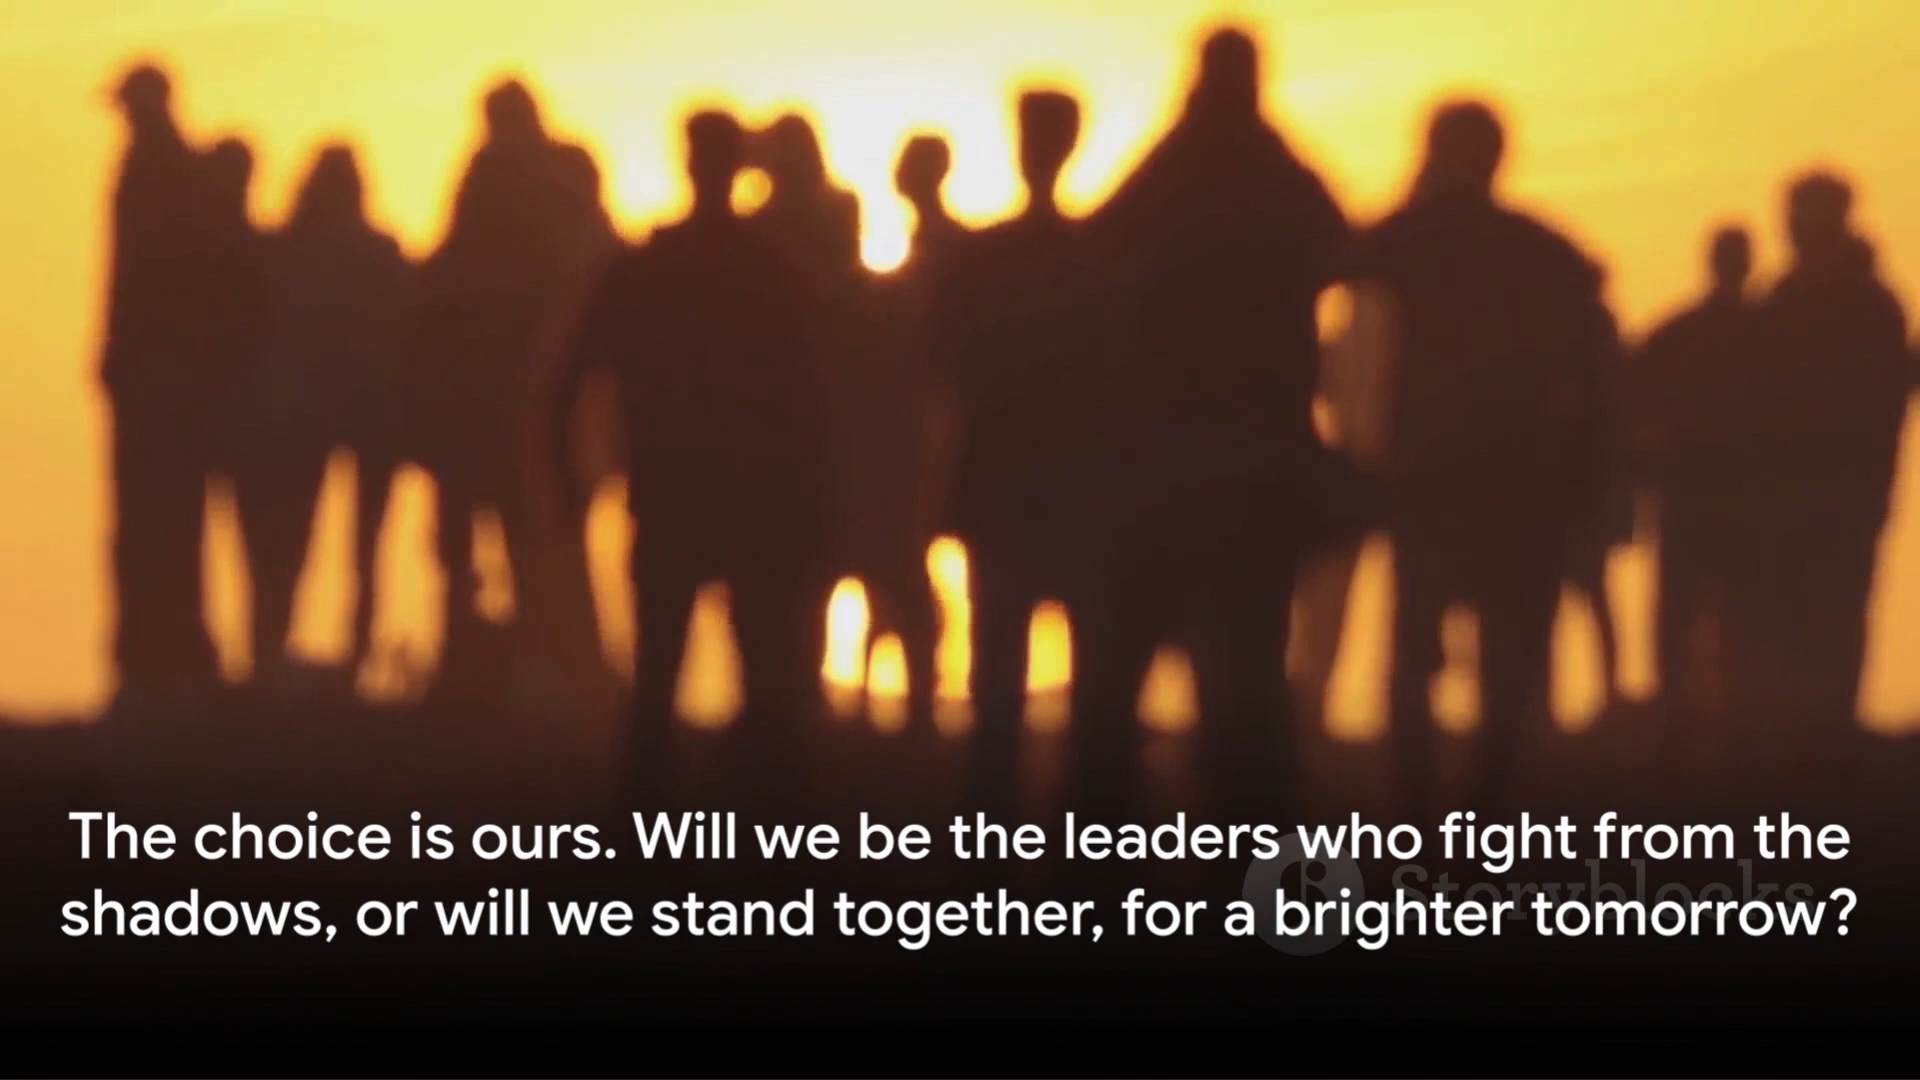 The choice is ours. Will we be the leaders who fight from the
shadows, or will we stand together, for a brighter tomorrow?
Storyblocks